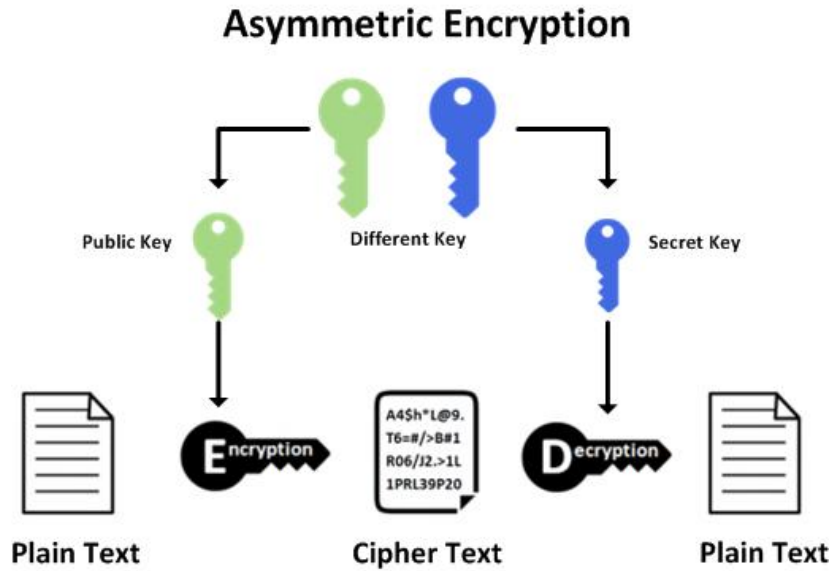 Asymmetric Encryption
Public Key
Different Key
Secret Key
Encryption
A4$h*L@9.
T6=#/>B#1
R06/J2.>1L
1PRL39P20
Decryption
Plain Text
Cipher Text
Plain Text